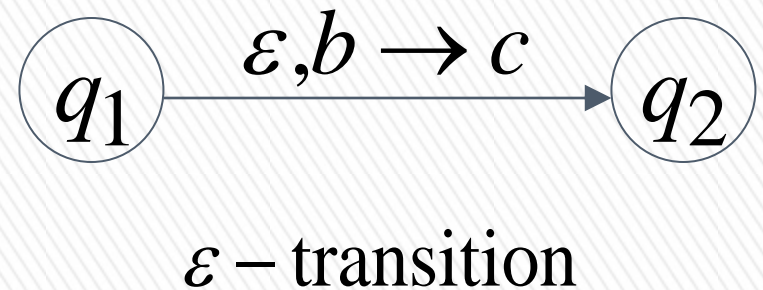 ε,b → c
q₁ q₂
ε – transition